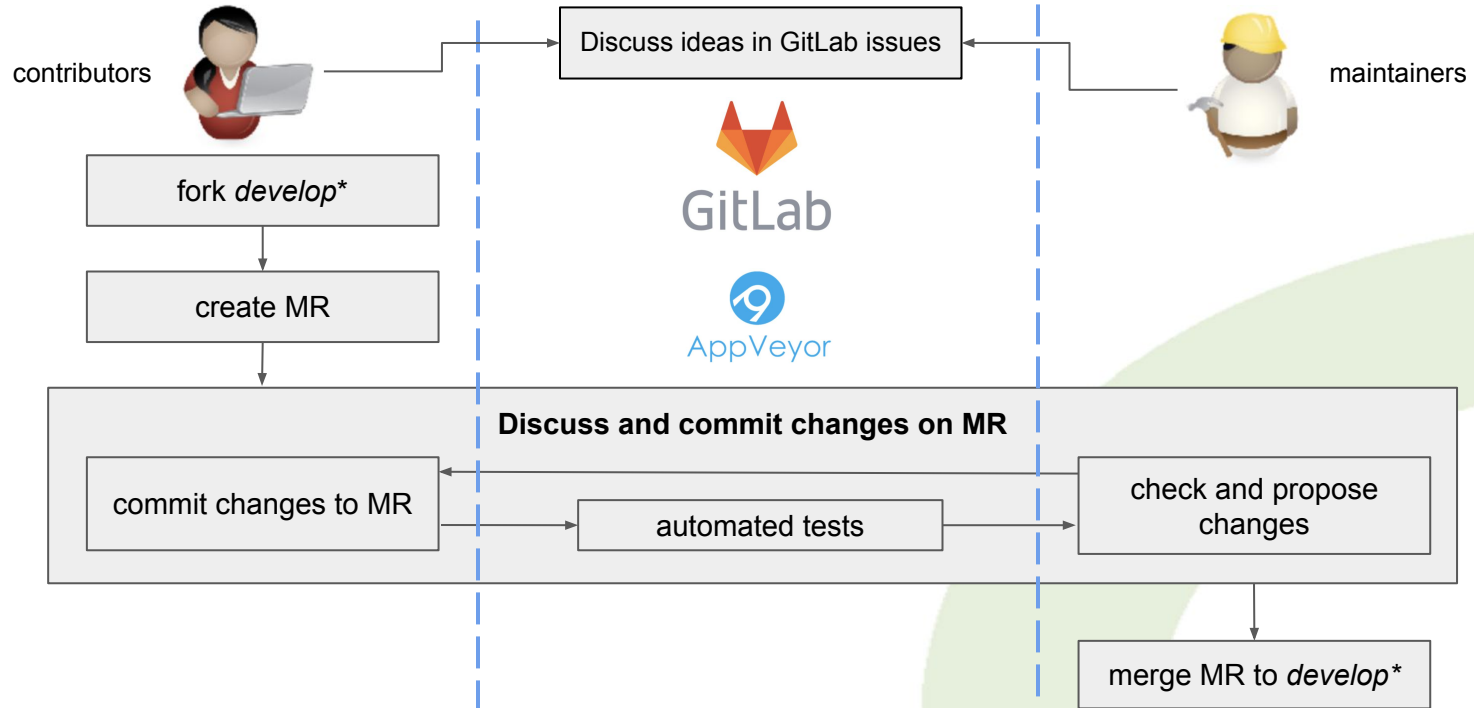 Discuss ideas in GitLab issues
contributors
maintainers
fork develop*
GitLab
create MR
AppVeyor
Discuss and commit changes on MR
commit changes to MR
automated tests
check and propose
changes
merge MR to develop*